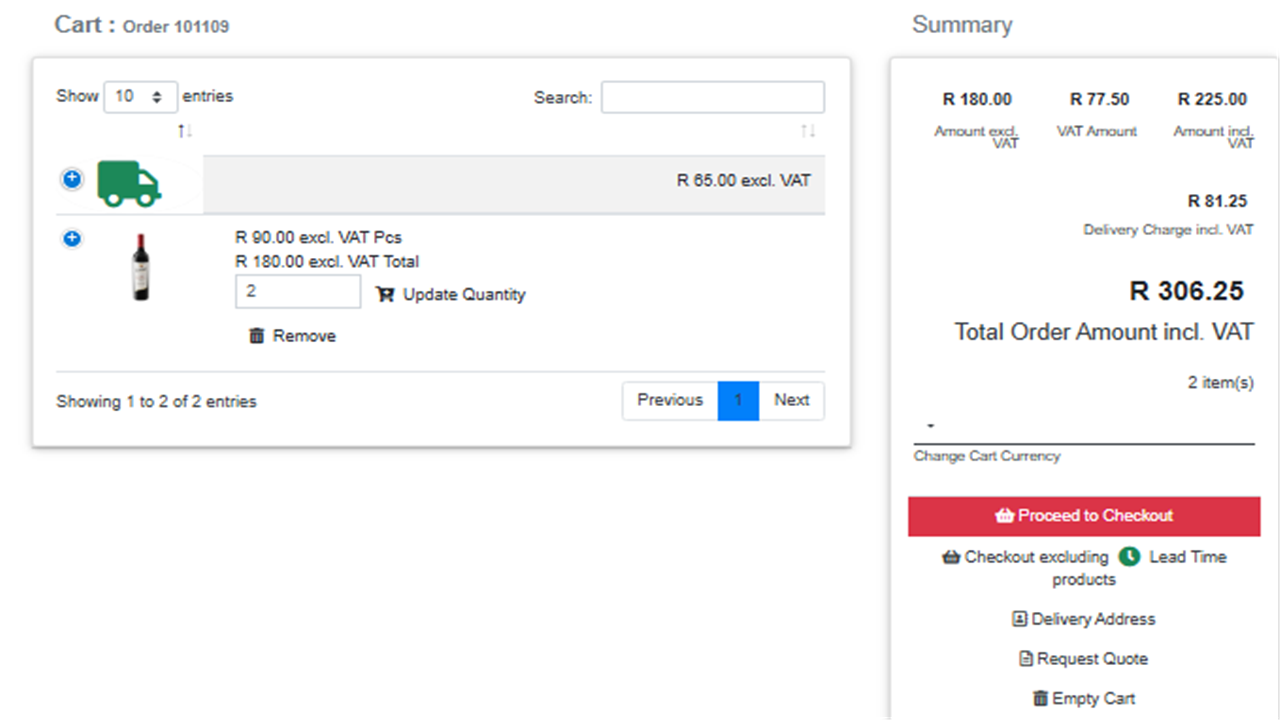 Cart : Order 101109
Show 10 entries
Search:
R 65.00 excl. VAT
R 90.00 excl. VAT Pcs
R 180.00 excl. VAT Total
2
Update Quantity
Remove
Showing 1 to 2 of 2 entries
Previous 1 Next
Summary
R 180.00 R 77.50 R 225.00
Amount excl. VAT Amount Amount incl.
VAT VAT
R 81.25
Delivery Charge incl. VAT
R 306.25
Total Order Amount incl. VAT
2 item(s)
Change Cart Currency
Proceed to Checkout
Checkout excluding Lead Time
products
Delivery Address
Request Quote
Empty Cart